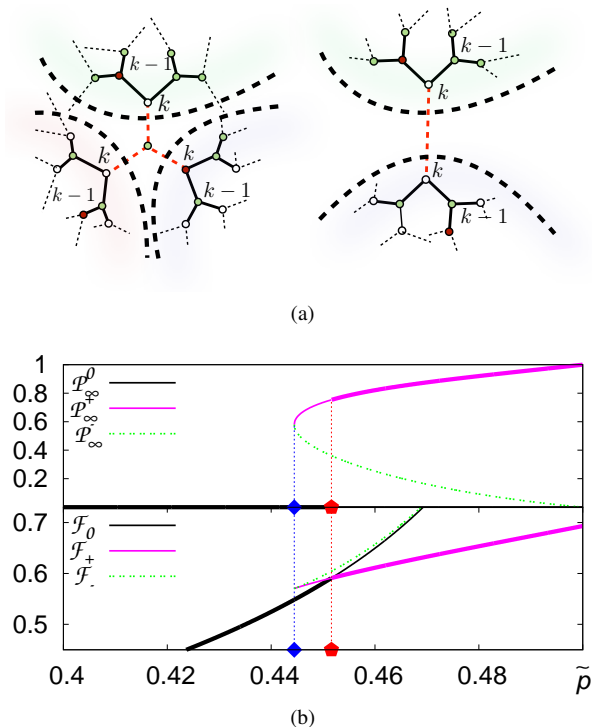 k − 1
k
k
k
k − 1
k − 1
k − 1
k
k
k − 1
(a)
1
0.8
0.6
0.4
0.2
P∞^0
P∞^+
P∞^-
0.7
0.6
0.5
F_0
F_+
F_-
0.4
0.42
0.44
0.46
0.48
p̃
(b)